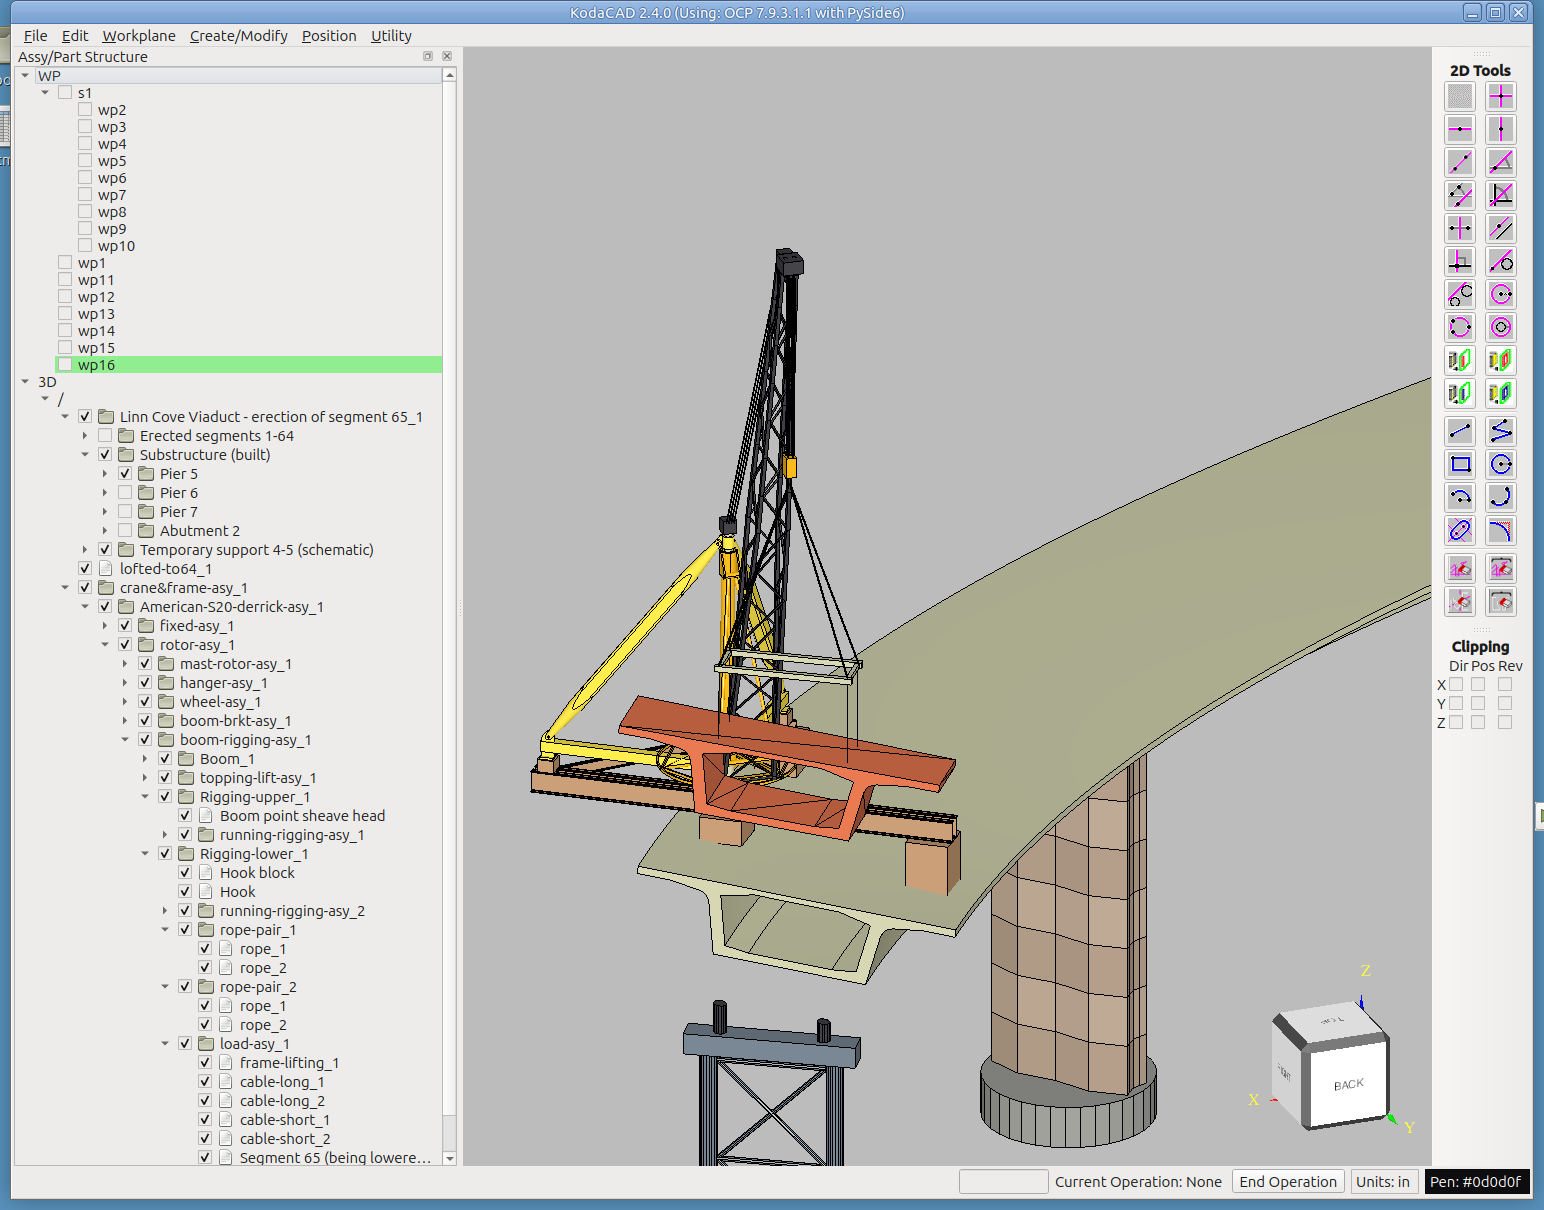 KodaCAD 2.4.0 (Using: OCP 7.9.3.1.1 with PySide6)
File Edit Workplane Create/Modify Position Utility
Assy/Part Structure
WP
s1
wp2
wp3
wp4
wp5
wp6
wp7
wp8
wp9
wp10
wp1
wp11
wp12
wp13
wp14
wp15
wp16
3D
/
Linn Cove Viaduct - erection of segment 65_1
Erected segments 1-64
Substructure (built)
Pier 5
Pier 6
Pier 7
Abutment 2
Temporary support 4-5 (schematic)
lofted-to64_1
crane&frame-asy_1
American-S20-derrick-asy_1
fixed-asy_1
rotor-asy_1
mast-rotor-asy_1
hanger-asy_1
wheel-asy_1
boom-brkt-asy_1
boom-rigging-asy_1
Boom_1
topping-lift-asy_1
Rigging-upper_1
Boom point sheave head
running-rigging-asy_1
Rigging-lower_1
Hook block
Hook
running-rigging-asy_2
rope-pair_1
rope_1
rope_2
rope-pair_2
rope_1
rope_2
load-asy_1
frame-lifting_1
cable-long_1
cable-long_2
cable-short_1
cable-short_2
Segment 65 (being lowere...
2D Tools
Clipping
Dir Pos Rev
X
Y
Z
Z
TOP
RIGHT
BACK
X
Y
Current Operation: None
End Operation
Units: in
Pen: #0d0d0f